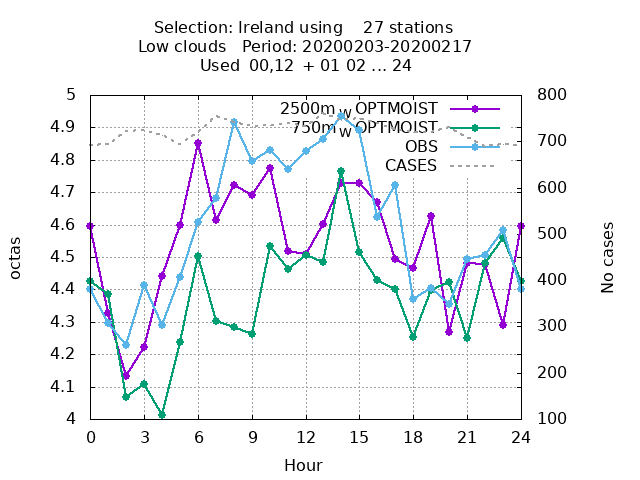 Selection: Ireland using 27 stations
Low clouds Period: 20200203-20200217
Used 00,12 + 01 02 ... 24
5 800
4.9 700
4.8
4.7 600
4.6
4.5 500
4.4 400
4.3 300
4.2 200
4.1
4 100
2500m_W OPTMOIST
750m_W OPTMOIST
OBS
CASES
octas
No cases
0 3 6 9 12 15 18 21 24
Hour